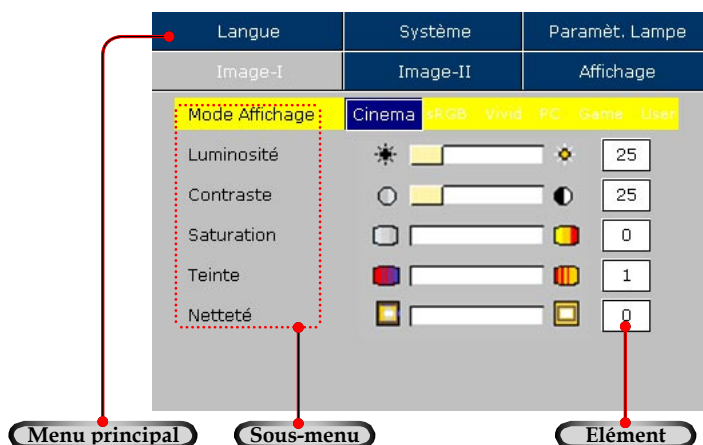 Langue Système Paramèt. Lampe
Image-I Image-II Affichage
Mode Affichage Cinema sRGB Vivid PC Game User
Luminosité 25
Contraste 25
Saturation 0
Teinte 1
Netteté 0
Menu principal Sous-menu Elément